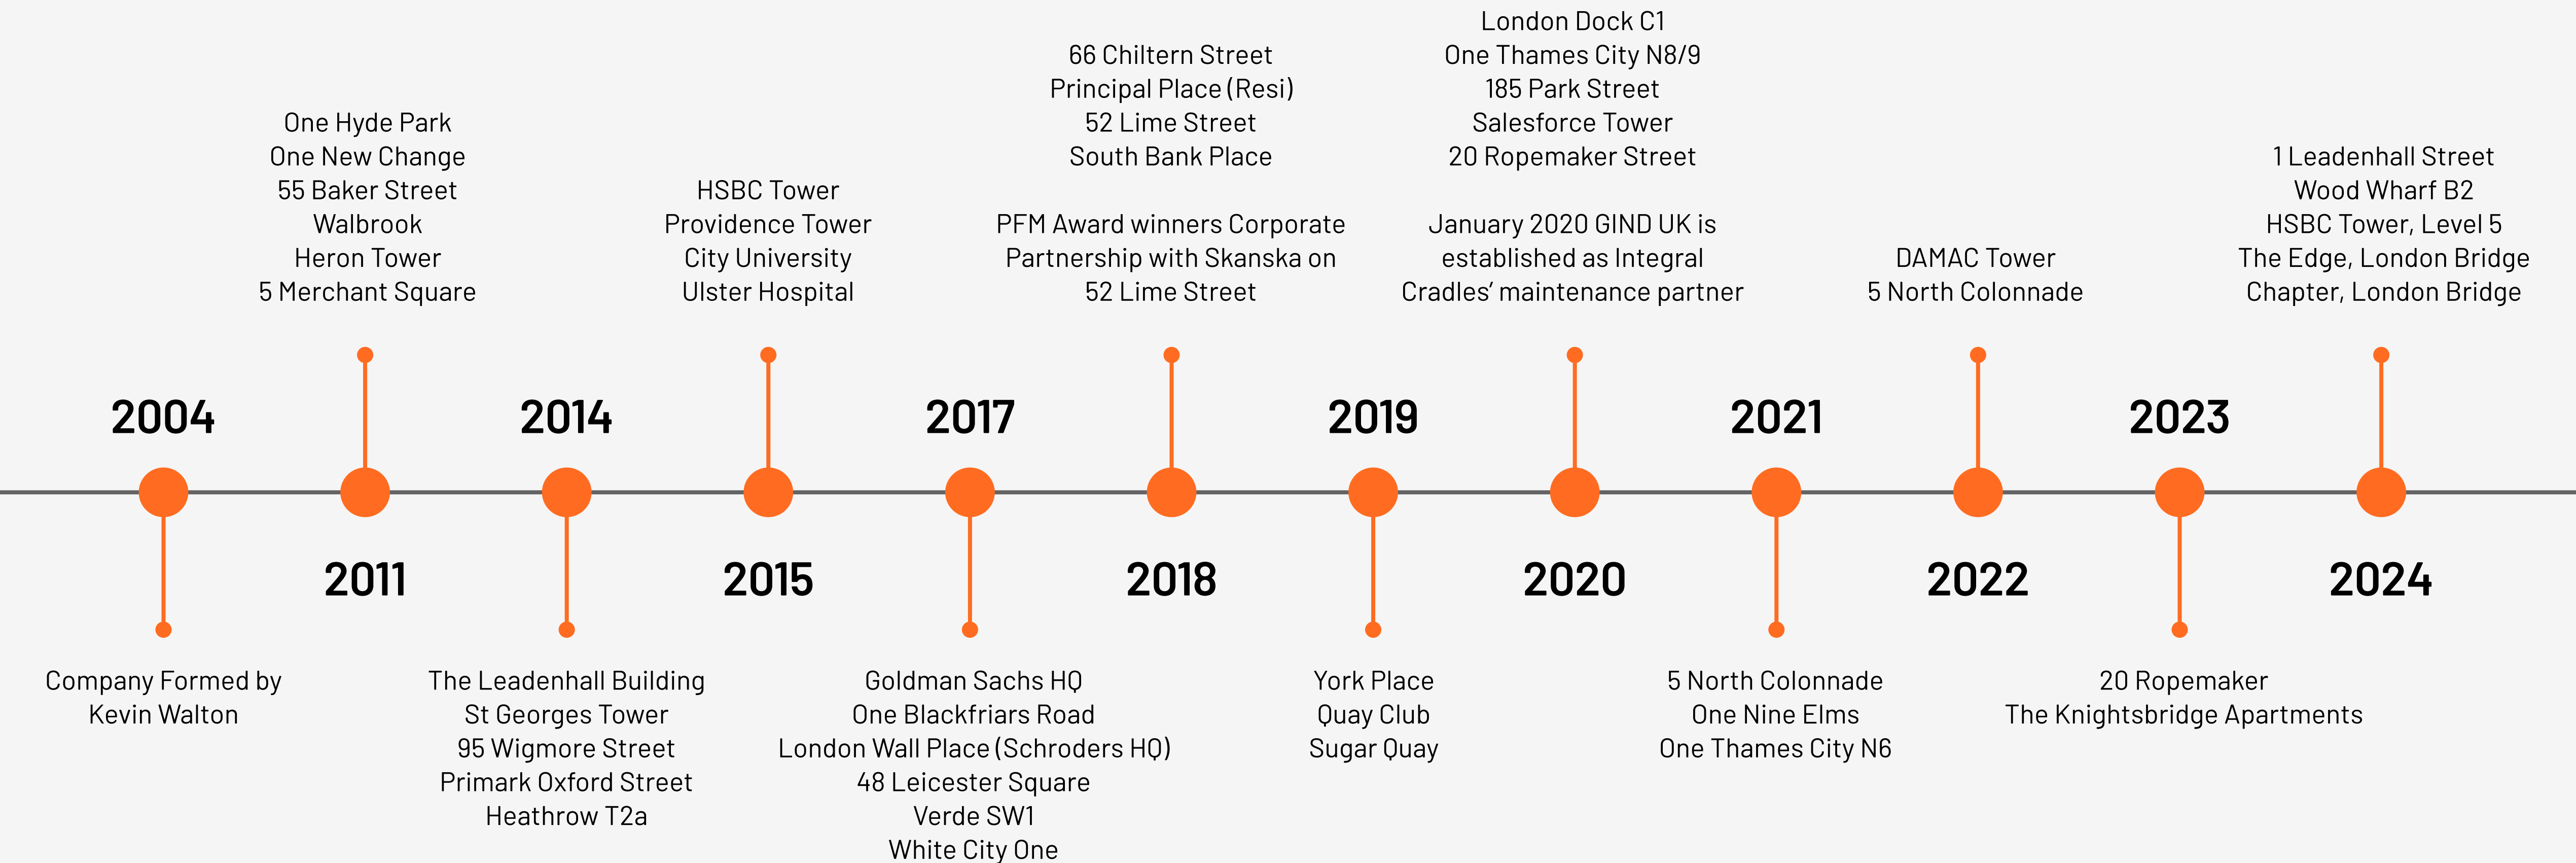 2004
Company Formed by
Kevin Walton
One Hyde Park
One New Change
55 Baker Street
Walbrook
Heron Tower
5 Merchant Square
2011
2014
The Leadenhall Building
St Georges Tower
95 Wigmore Street
Primark Oxford Street
Heathrow T2a
HSBC Tower
Providence Tower
City University
Ulster Hospital
2015
2017
Goldman Sachs HQ
One Blackfriars Road
London Wall Place (Schroders HQ)
48 Leicester Square
Verde SW1
White City One
66 Chiltern Street
Principal Place (Resi)
52 Lime Street
South Bank Place
PFM Award winners Corporate
Partnership with Skanska on
52 Lime Street
2018
2019
York Place
Quay Club
Sugar Quay
London Dock C1
One Thames City N8/9
185 Park Street
Salesforce Tower
20 Ropemaker Street
January 2020 GIND UK is
established as Integral
Cradles’ maintenance partner
2020
2021
5 North Colonnade
One Nine Elms
One Thames City N6
DAMAC Tower
5 North Colonnade
2022
2023
20 Ropemaker
The Knightsbridge Apartments
1 Leadenhall Street
Wood Wharf B2
HSBC Tower, Level 5
The Edge, London Bridge
Chapter, London Bridge
2024